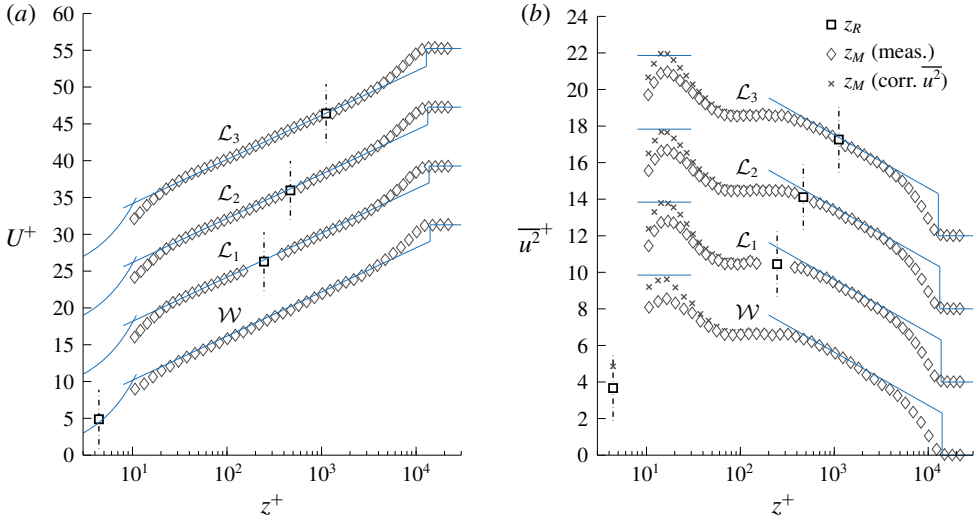 (a)
60
55
50
45
40
35
30
25
20
15
10
5
0
U⁺
ℒ₃
ℒ₂
ℒ₁
𝒲
10¹ 10² 10³ 10⁴
z⁺
(b)
24
22
20
18
16
14
12
10
8
6
4
2
0
u̅²⁺
z_R
z_M (meas.)
z_M (corr. u̅²)
ℒ₃
ℒ₂
ℒ₁
𝒲
10¹ 10² 10³ 10⁴
z⁺